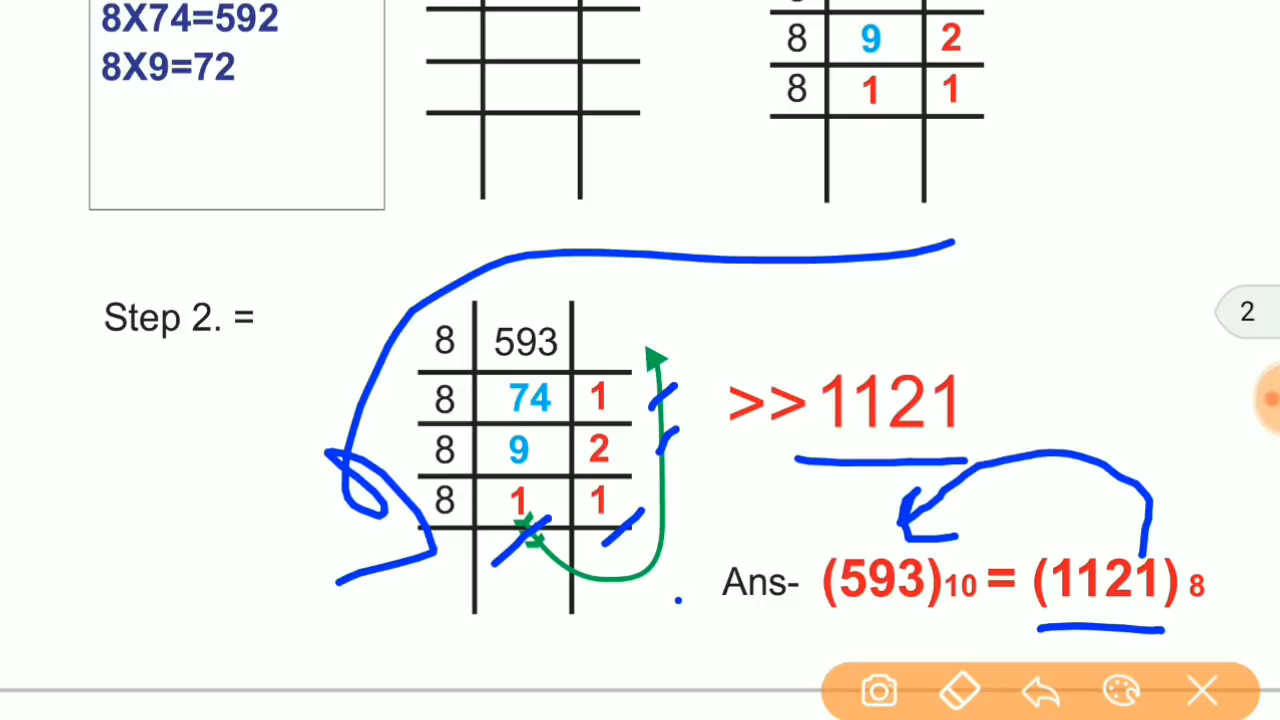 8X74=592
8X9=72
8 9 2
8 1 1
Step 2. =
8 593
8 74 1
8 9 2
8 1 1
>>1121
Ans- (593)10 = (1121) 8
2